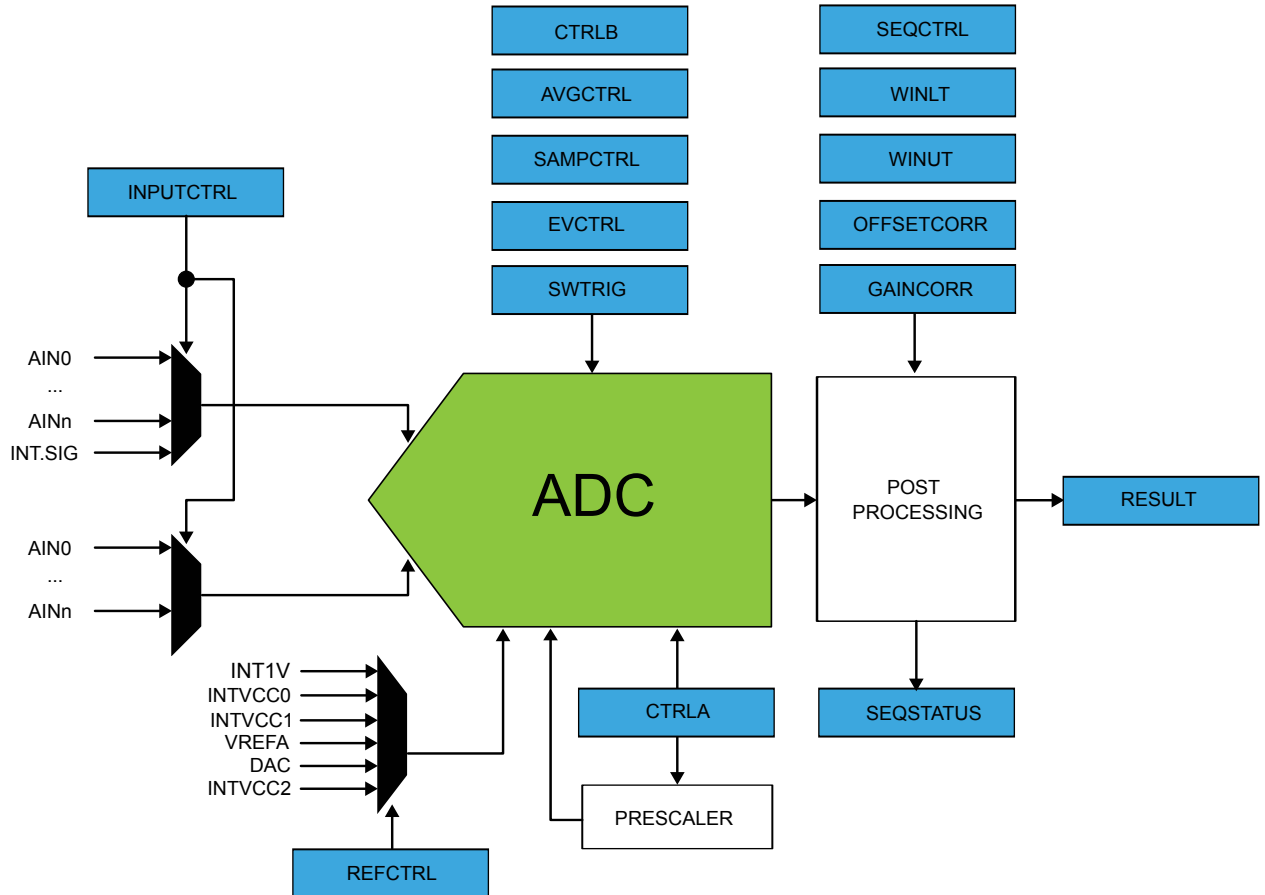 CTRLB
SEQCTRL
AVGCTRL
WINLT
SAMPCTRL
WINUT
INPUTCTRL
EVCTRL
OFFSETCORR
SWTRIG
GAINCORR
AIN0
...
AINn
INT.SIG
ADC
POST
PROCESSING
RESULT
AIN0
...
AINn
INT1V
INTVCC0
INTVCC1
VREFA
DAC
INTVCC2
CTRLA
SEQSTATUS
PRESCALER
REFCTRL